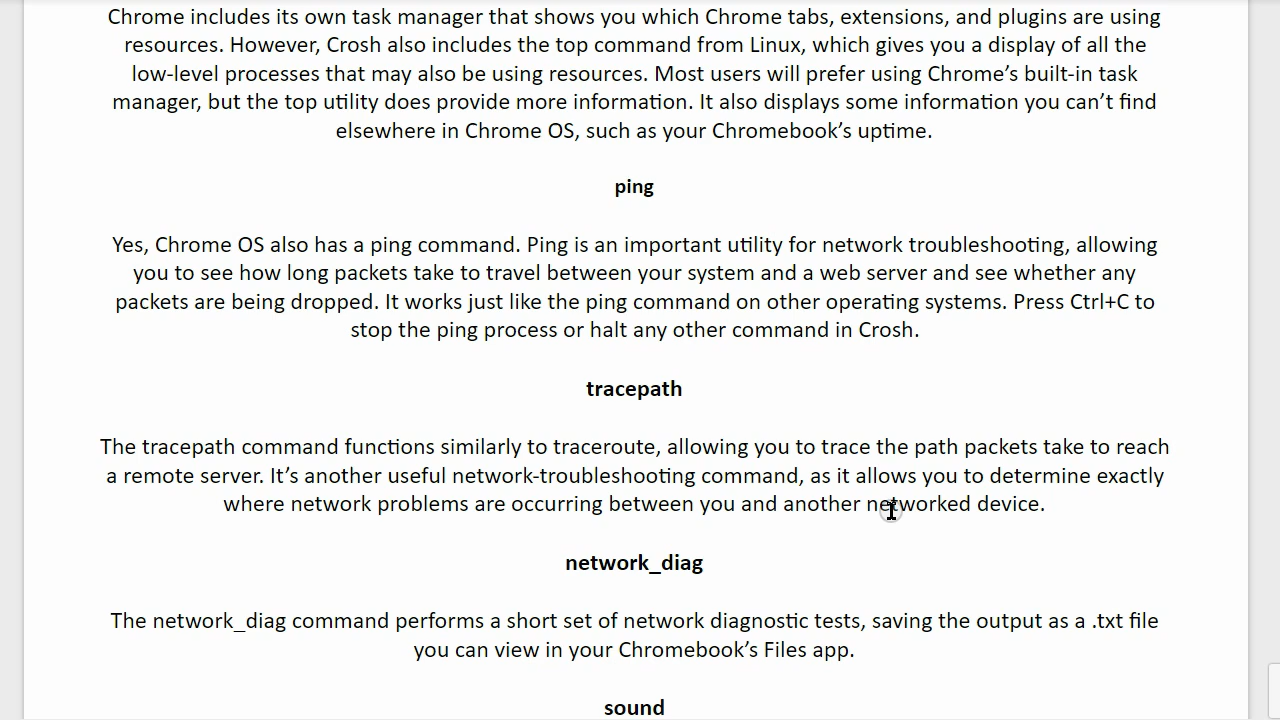 Chrome includes its own task manager that shows you which Chrome tabs, extensions, and plugins are using
resources. However, Crosh also includes the top command from Linux, which gives you a display of all the
low-level processes that may also be using resources. Most users will prefer using Chrome’s built-in task
manager, but the top utility does provide more information. It also displays some information you can’t find
elsewhere in Chrome OS, such as your Chromebook’s uptime.
ping
Yes, Chrome OS also has a ping command. Ping is an important utility for network troubleshooting, allowing
you to see how long packets take to travel between your system and a web server and see whether any
packets are being dropped. It works just like the ping command on other operating systems. Press Ctrl+C to
stop the ping process or halt any other command in Crosh.
tracepath
The tracepath command functions similarly to traceroute, allowing you to trace the path packets take to reach
a remote server. It’s another useful network-troubleshooting command, as it allows you to determine exactly
where network problems are occurring between you and another networked device.
network_diag
The network_diag command performs a short set of network diagnostic tests, saving the output as a .txt file
you can view in your Chromebook’s Files app.
sound